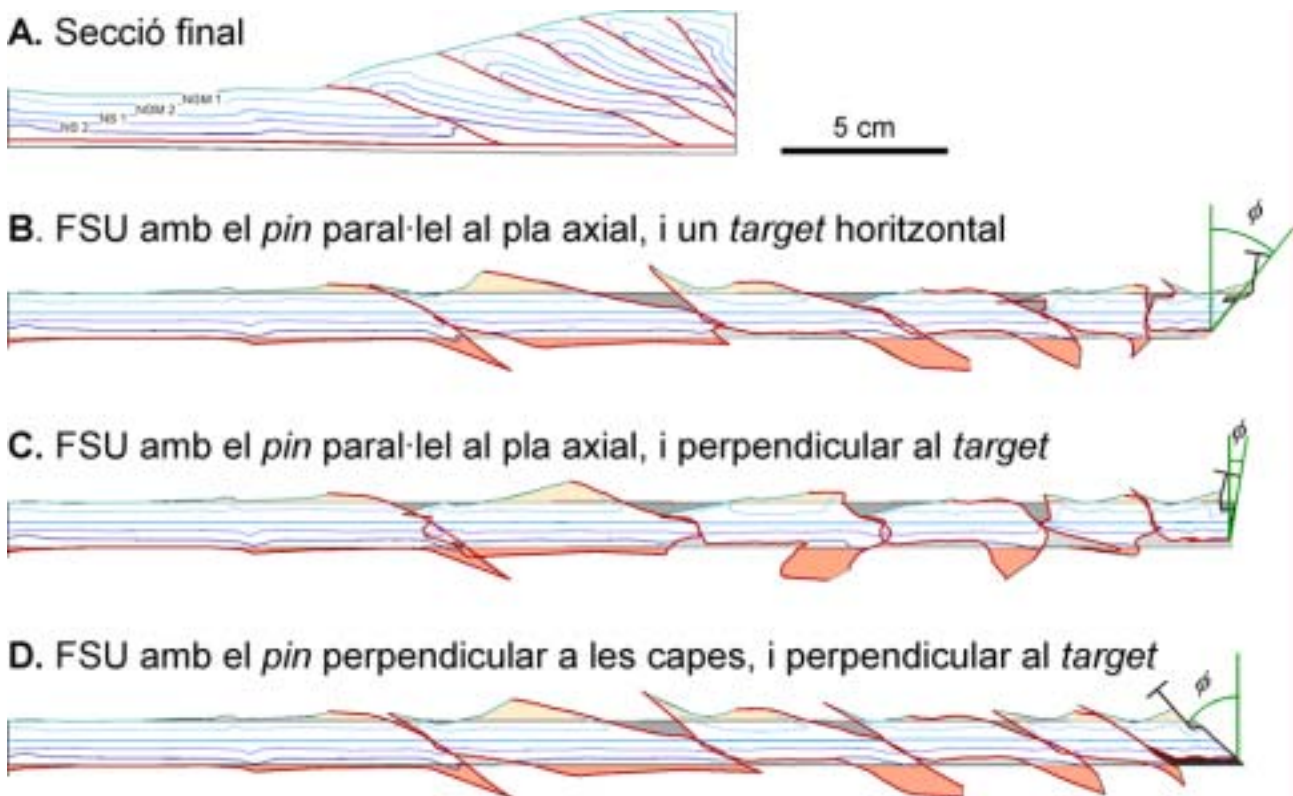 A. Secció final
NGM 1
NGM 2
NS 1
NS 2
5 cm
B. FSU amb el pin paral·lel al pla axial, i un target horitzontal
ø
C. FSU amb el pin paral·lel al pla axial, i perpendicular al target
ø
D. FSU amb el pin perpendicular a les capes, i perpendicular al target
ø